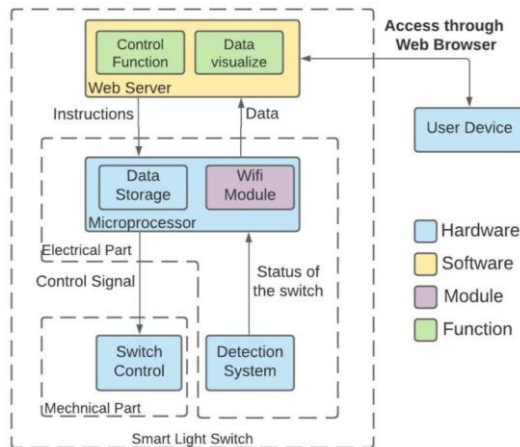 Access through
Web Browser
Control
Function
Data
visualize
Web Server
Instructions
Data
User Device
Data
Storage
Wifi
Module
Microprocessor
Electrical Part
Control Signal
Status of
the switch
Hardware
Software
Module
Function
Switch
Control
Detection
System
Mechnical Part
Smart Light Switch